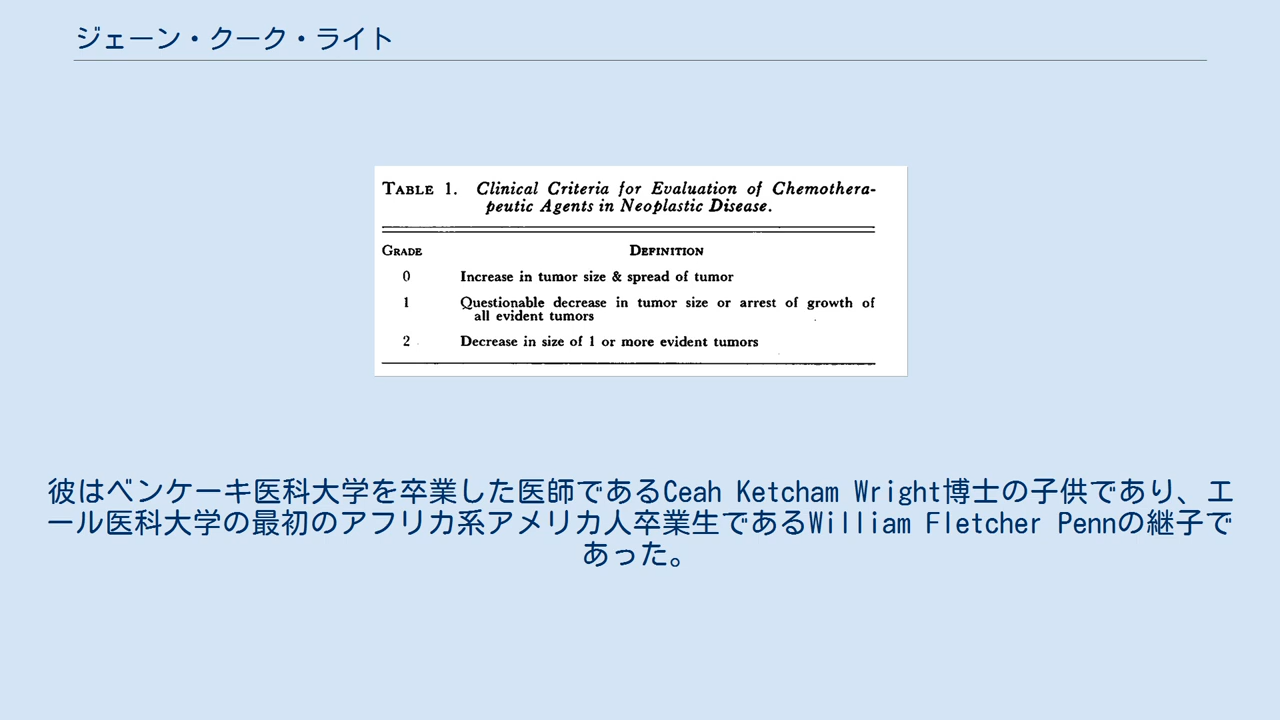 ジェーン・クーク・ライト
TABLE 1. Clinical Criteria for Evaluation of Chemothera-
peutic Agents in Neoplastic Disease.
GRADE DEFINITION
0 Increase in tumor size & spread of tumor
1 Questionable decrease in tumor size or arrest of growth of
all evident tumors
2 Decrease in size of 1 or more evident tumors
彼はベンケーキ医科大学を卒業した医師であるCeah Ketcham Wright博士の子供であり、エ
ール医科大学の最初のアフリカ系アメリカ人卒業生であるWilliam Fletcher Pennの継子で
あった。